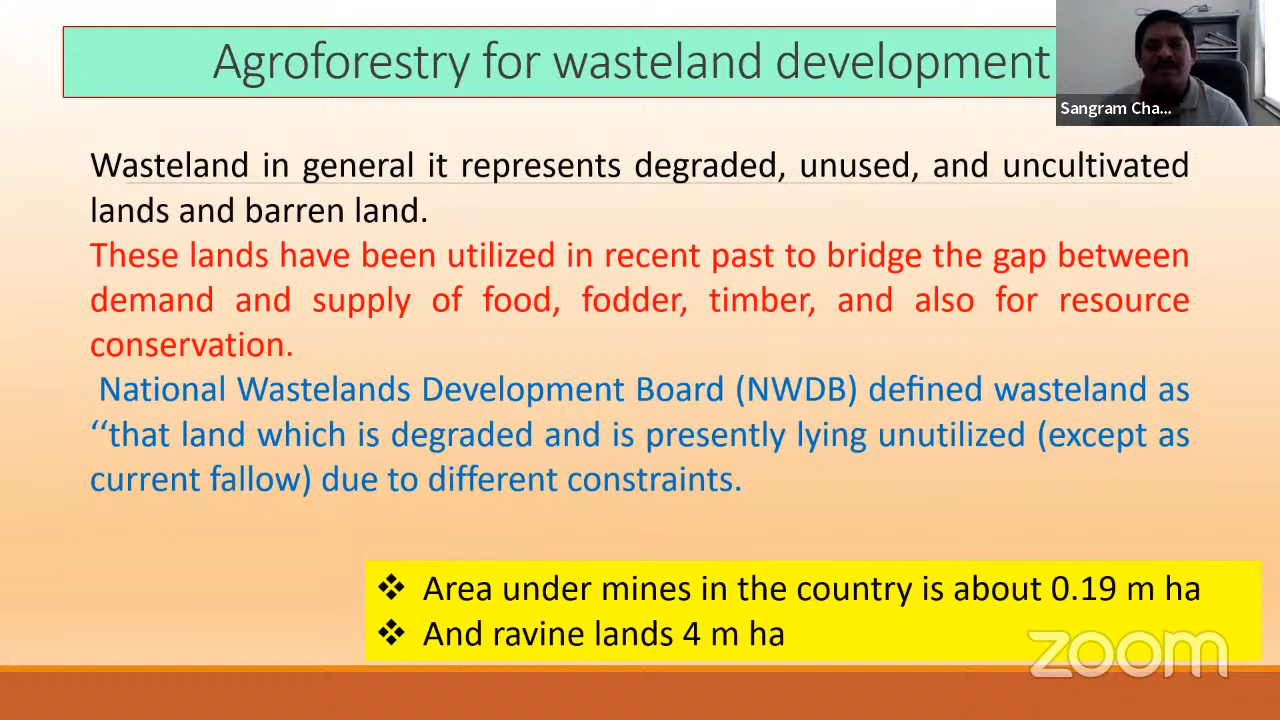 Agroforestry for wasteland development
Sangram Cha...
Wasteland in general it represents degraded, unused, and uncultivated
lands and barren land.
These lands have been utilized in recent past to bridge the gap between
demand and supply of food, fodder, timber, and also for resource
conservation.
National Wastelands Development Board (NWDB) defined wasteland as
‘‘that land which is degraded and is presently lying unutilized (except as
current fallow) due to different constraints.
❖ Area under mines in the country is about 0.19 m ha
❖ And ravine lands 4 m ha
zoom